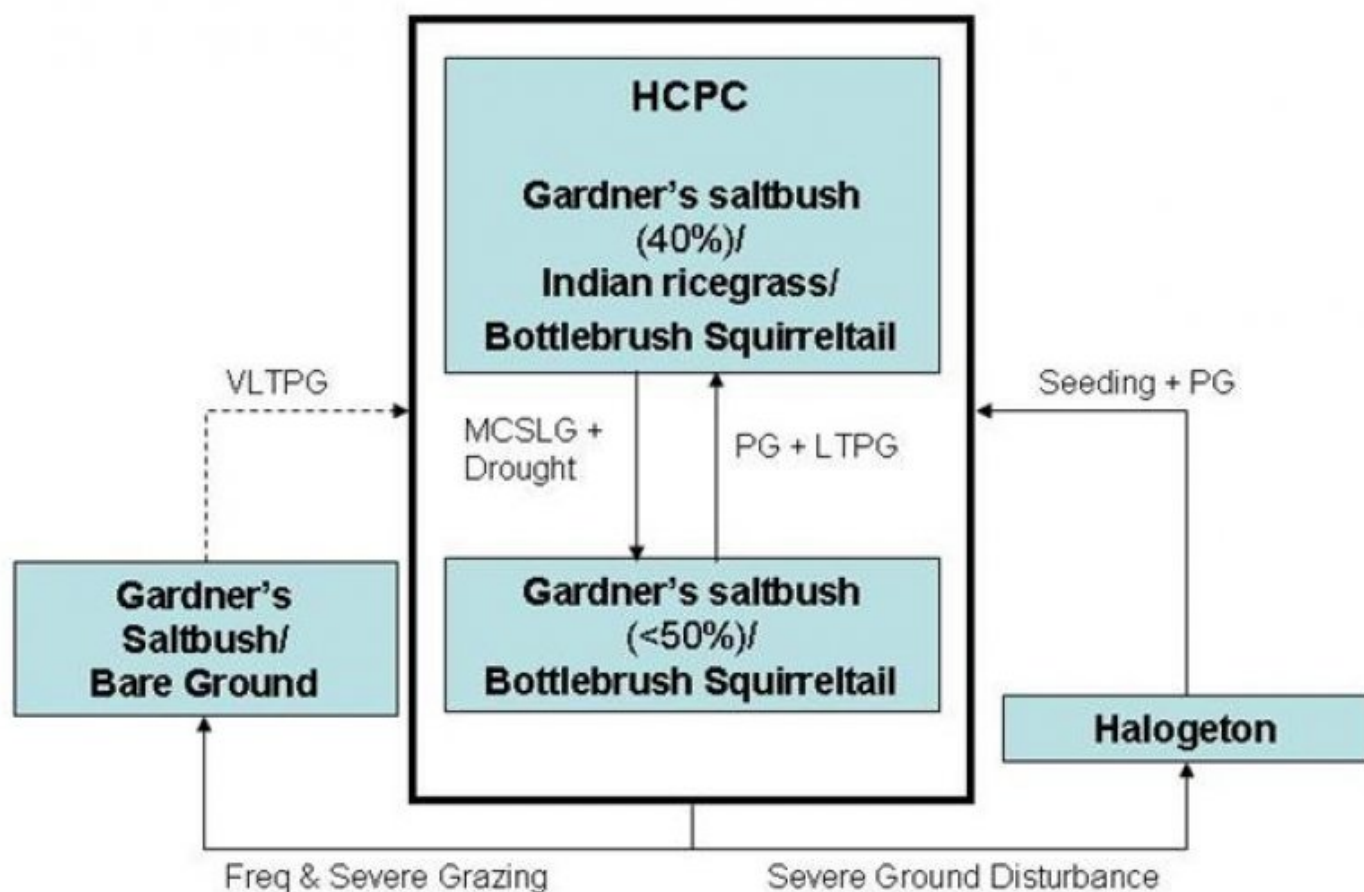 HCPC
Gardner's saltbush
(40%)/
Indian ricegrass/
Bottlebrush Squirreltail
VLTPG
Seeding + PG
MCSLG +
Drought
PG + LTPG
Gardner's
Saltbush/
Bare Ground
Gardner's saltbush
(<50%)/
Bottlebrush Squirreltail
Halogeton
Freq & Severe Grazing
Severe Ground Disturbance